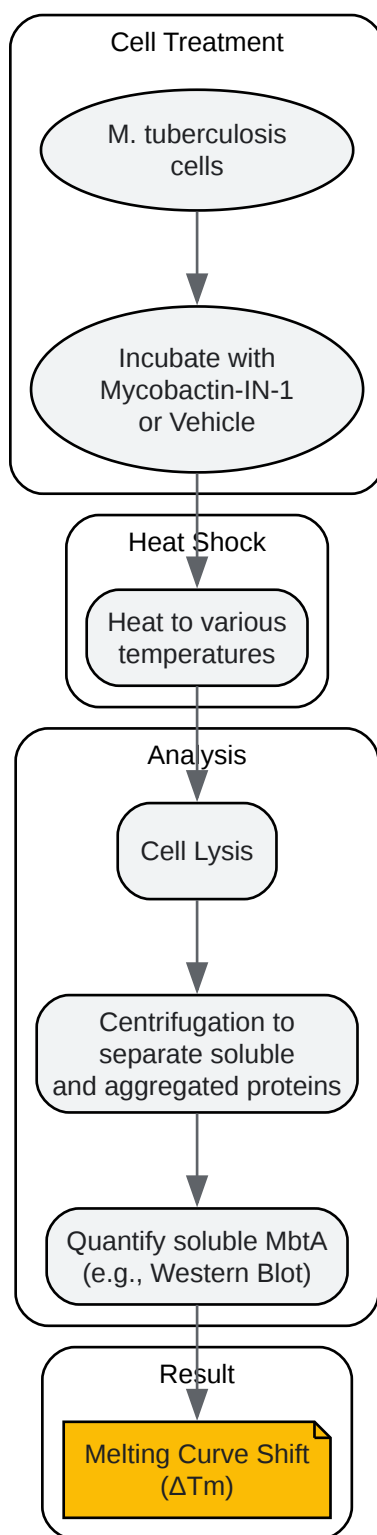 Cell Treatment
M. tuberculosis
cells
Incubate with
Mycobactin-IN-1
or Vehicle
Heat Shock
Heat to various
temperatures
Analysis
Cell Lysis
Centrifugation to
separate soluble
and aggregated proteins
Quantify soluble MbtA
(e.g., Western Blot)
Result
Melting Curve Shift
(ΔTm)